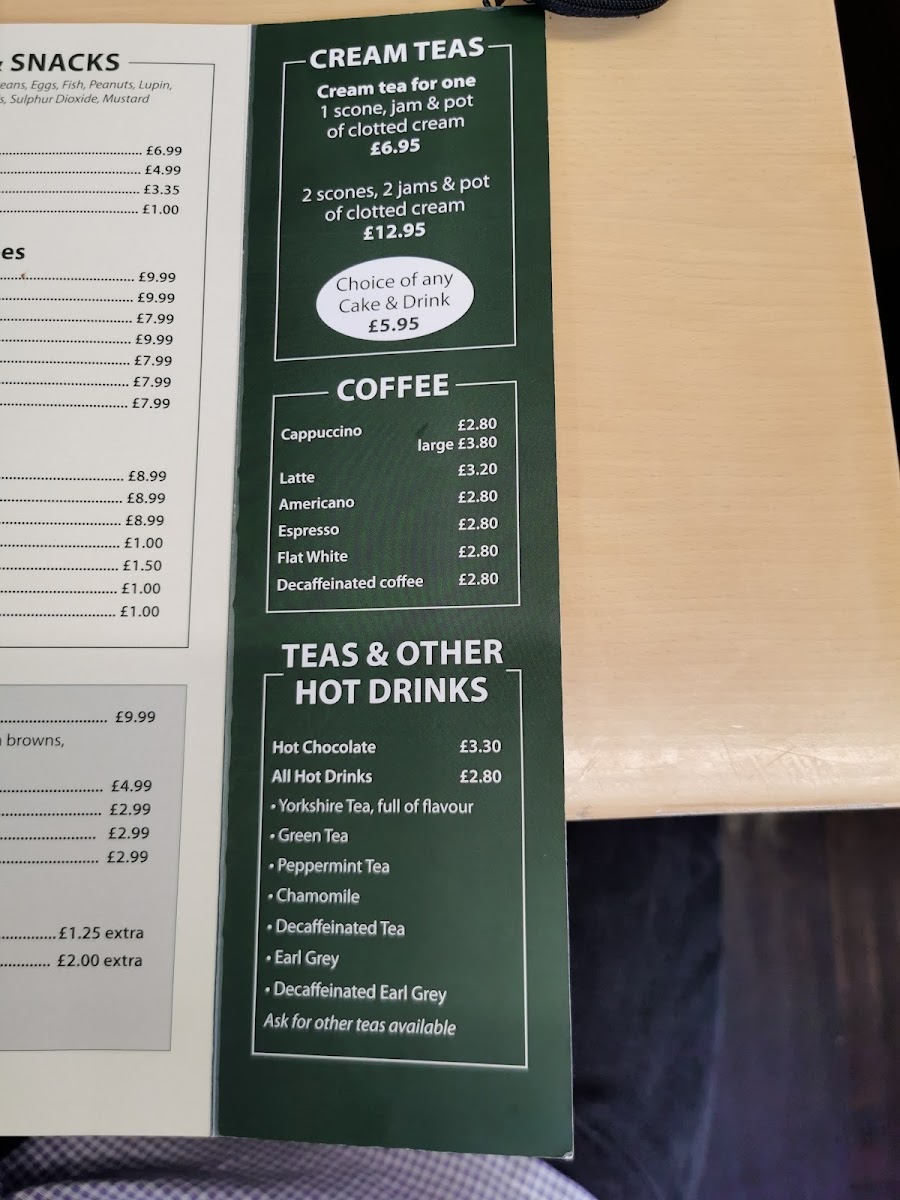 & SNACKS
eans, Eggs, Fish, Peanuts, Lupin,
s, Sulphur Dioxide, Mustard
£6.99
£4.99
£3.35
£1.00
es
£9.99
£9.99
£7.99
£9.99
£7.99
£7.99
£7.99
£8.99
£8.99
£8.99
£1.00
£1.50
£1.00
£1.00
£9.99
browns,
£4.99
£2.99
£2.99
£2.99
£1.25 extra
£2.00 extra
CREAM TEAS
Cream tea for one
1 scone, jam & pot
of clotted cream
£6.95
2 scones, 2 jams & pot
of clotted cream
£12.95
Choice of any
Cake & Drink
£5.95
COFFEE
Cappuccino £2.80
large £3.80
Latte £3.20
Americano £2.80
Espresso £2.80
Flat White £2.80
Decaffeinated coffee £2.80
TEAS & OTHER
HOT DRINKS
Hot Chocolate £3.30
All Hot Drinks £2.80
• Yorkshire Tea, full of flavour
• Green Tea
• Peppermint Tea
• Chamomile
• Decaffeinated Tea
• Earl Grey
• Decaffeinated Earl Grey
Ask for other teas available